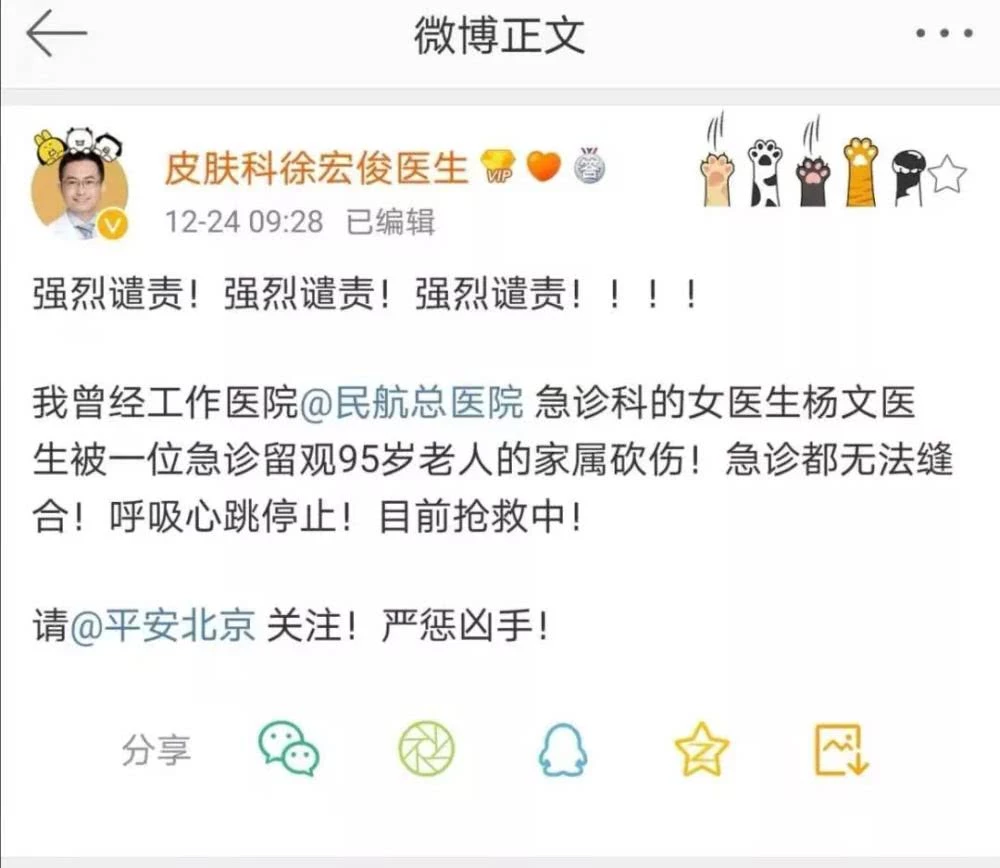 微博正文
皮肤科徐宏俊医生
VIP
答
12-24 09:28 已编辑
强烈谴责！强烈谴责！强烈谴责！！！！
我曾经工作医院@民航总医院 急诊科的女医生杨文医
生被一位急诊留观95岁老人的家属砍伤！急诊都无法缝
合！呼吸心跳停止！目前抢救中！
请@平安北京 关注！严惩凶手！
分享